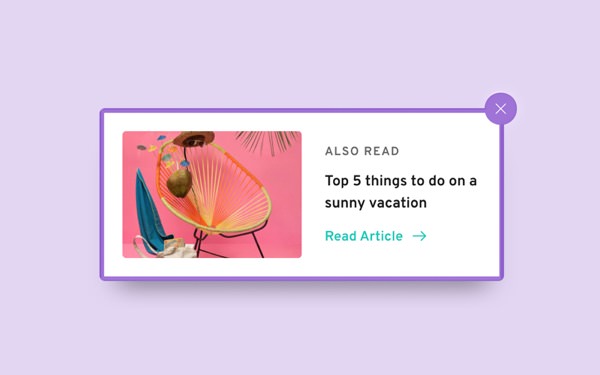 ALSO READ
Top 5 things to do on a
sunny vacation
Read Article →